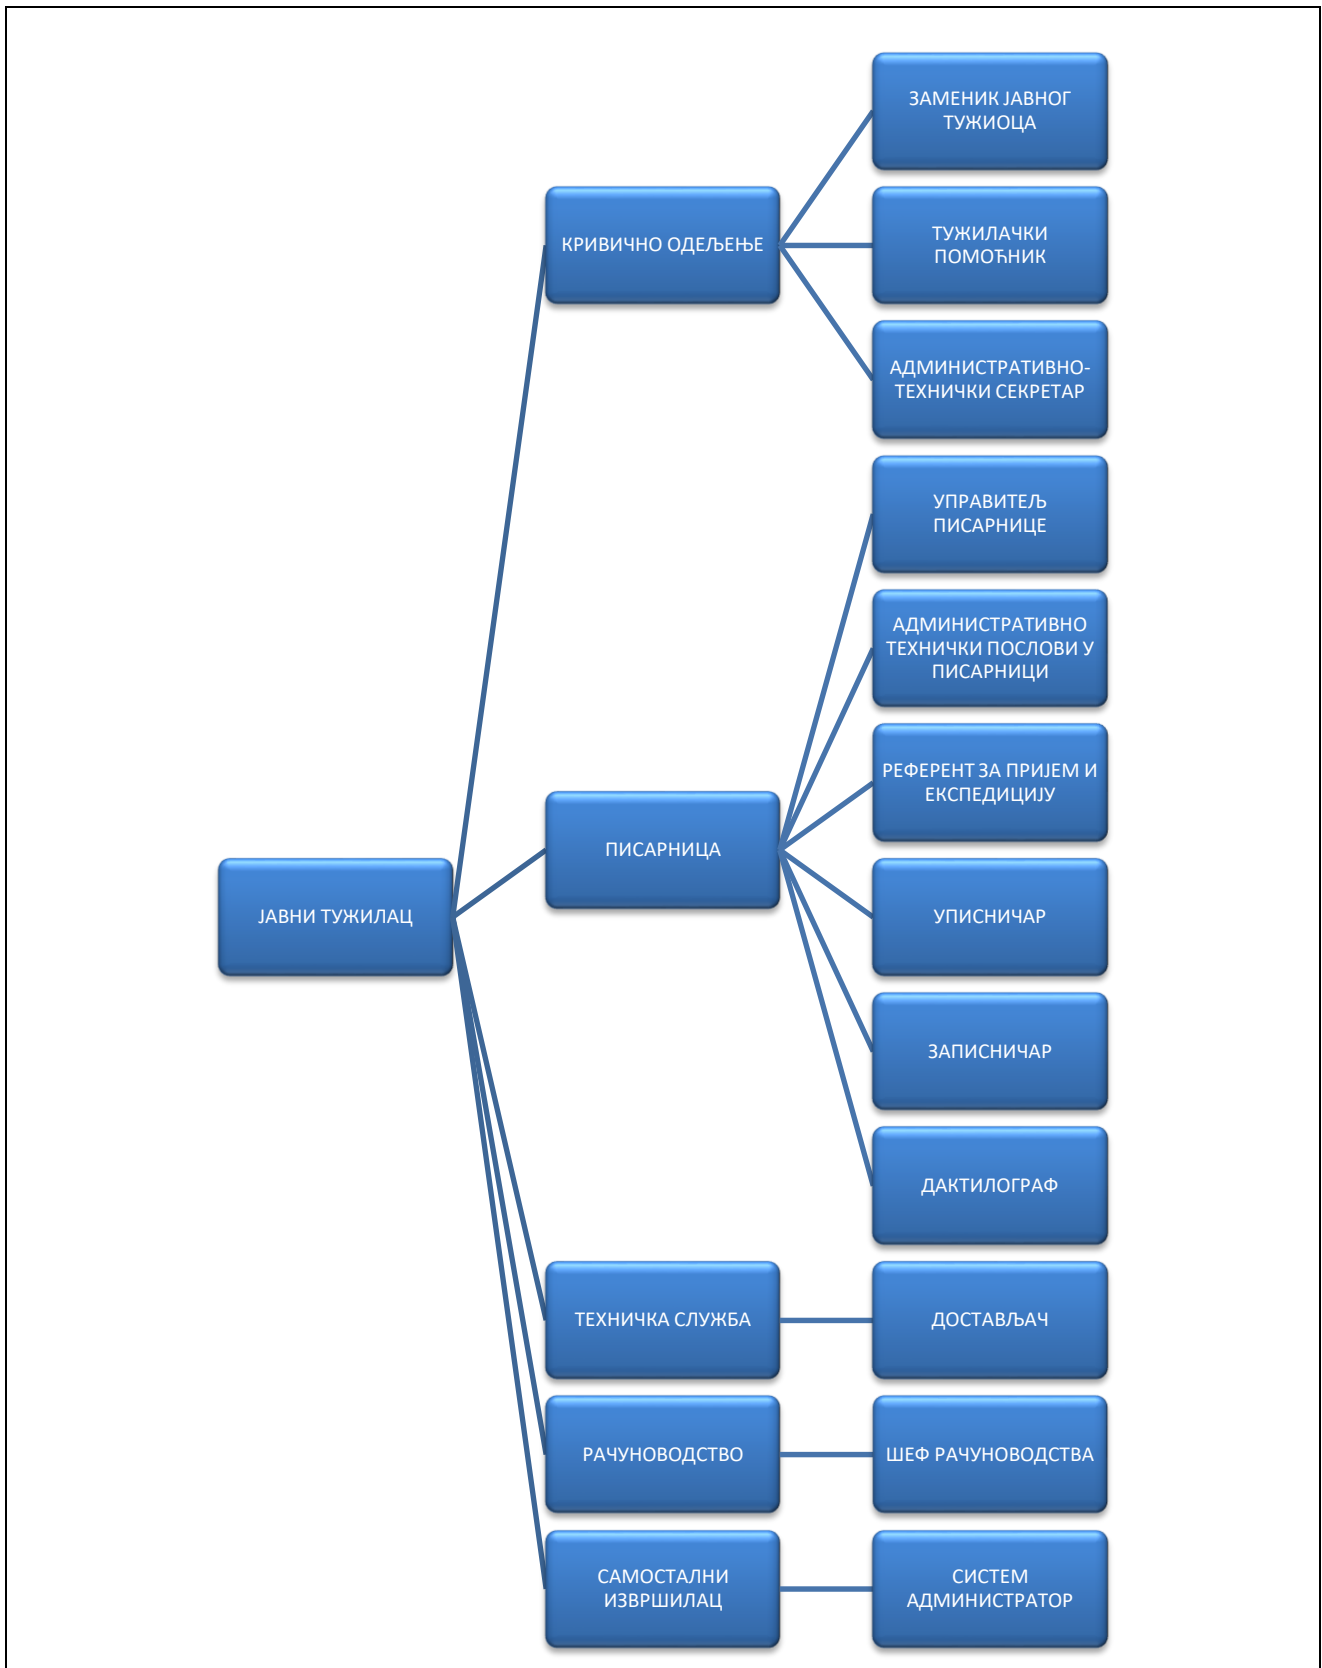 ЗАМЕНИК ЈАВНОГ
ТУЖИОЦА
КРИВИЧНО ОДЕЉЕЊЕ
ТУЖИЛАЧКИ
ПОМОЋНИК
АДМИНИСТРАТИВНО-
ТЕХНИЧКИ СЕКРЕТАР
УПРАВИТЕЉ
ПИСАРНИЦЕ
АДМИНИСТРАТИВНО
ТЕХНИЧКИ ПОСЛОВИ У
ПИСАРНИЦИ
РЕФЕРЕНТ ЗА ПРИЈЕМ И
ЕКСПЕДИЦИЈУ
ПИСАРНИЦА
ЈАВНИ ТУЖИЛАЦ
УПИСНИЧАР
ЗАПИСНИЧАР
ДАКТИЛОГРАФ
ТЕХНИЧКА СЛУЖБА
ДОСТАВЉАЧ
РАЧУНОВОДСТВО
ШЕФ РАЧУНОВОДСТВА
САМОСТАЛНИ
ИЗВРШИЛАЦ
СИСТЕМ
АДМИНИСТРАТОР